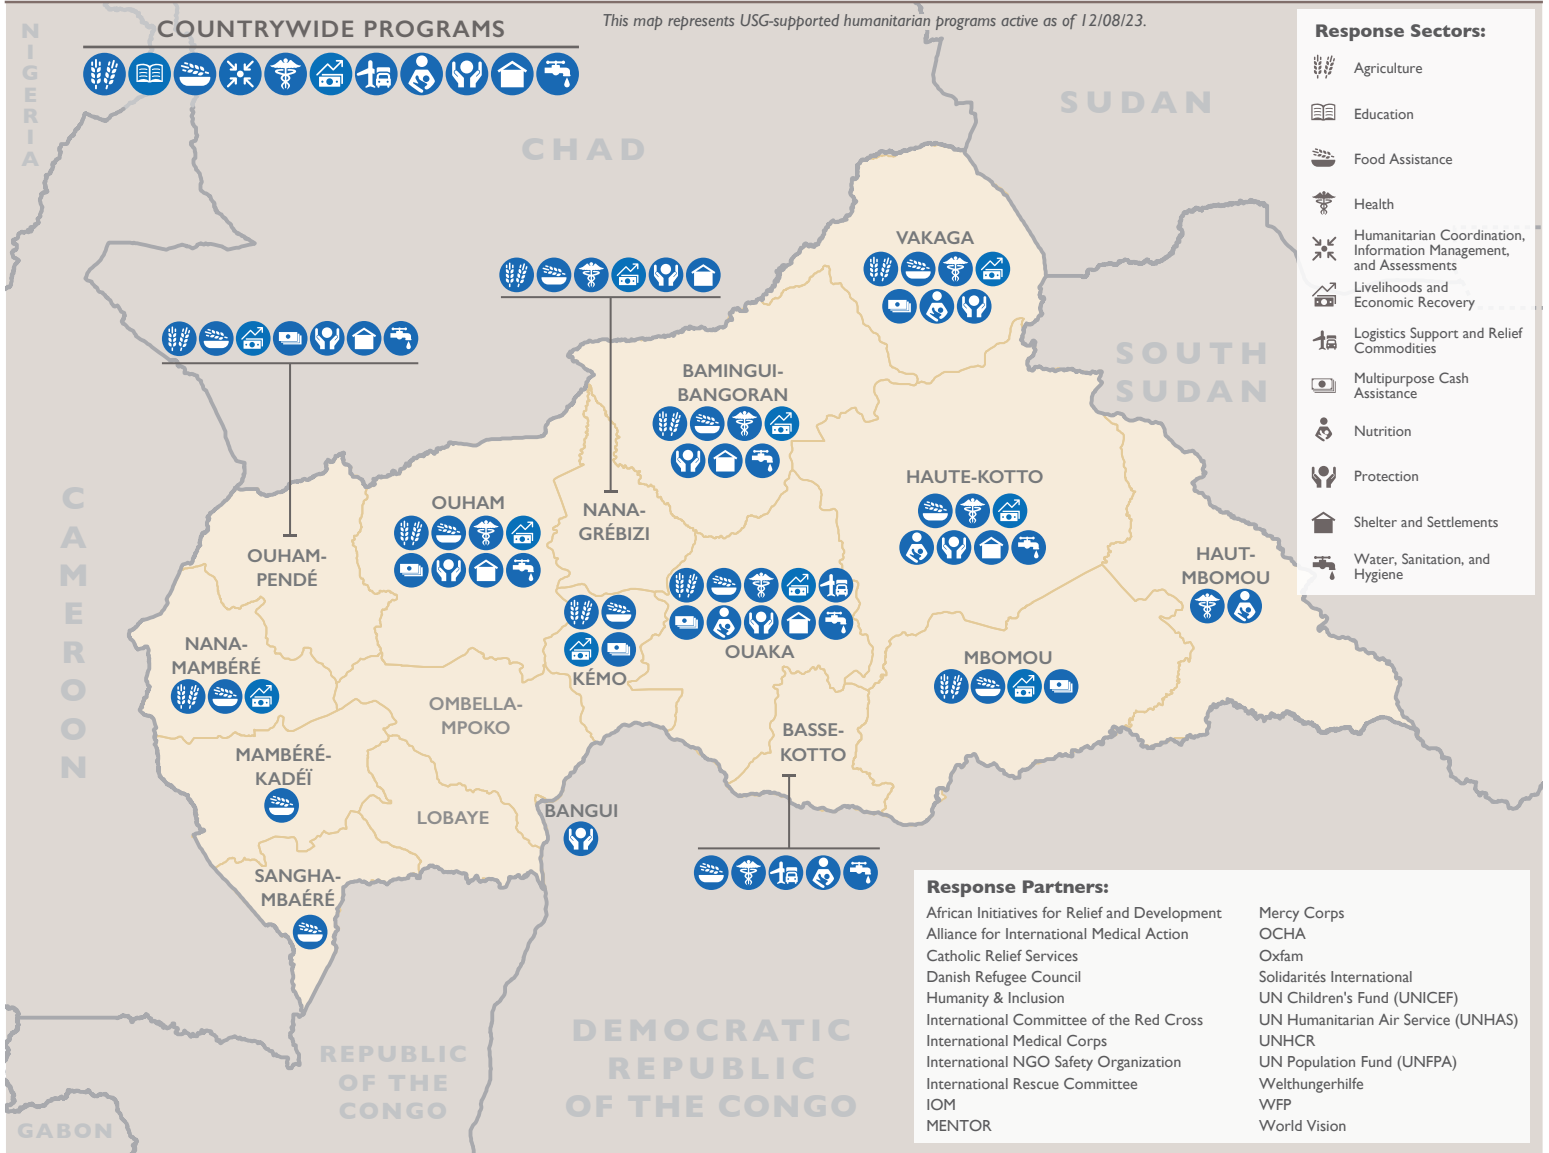 COUNTRYWIDE PROGRAMS
This map represents USG-supported humanitarian programs active as of 12/08/23.
NIGERIA
CHAD
SUDAN
SOUTH
SUDAN
CAMEROON
VAKAGA
BAMINGUI-
BANGORAN
HAUTE-KOTTO
OUHAM
NANA-
GRÉBIZI
OUHAM-
PENDÉ
HAUT-
MBOMOU
NANA-
MAMBÉRÉ
KÉMO
OUAKA
MBOMOU
OMBELLA-
MPOKO
BASSE-
KOTTO
MAMBÉRÉ-
KADÉÏ
LOBAYE
BANGUI
SANGHA-
MBAÉRÉ
DEMOCRATIC
REPUBLIC
OF THE CONGO
REPUBLIC
OF THE
CONGO
GABON
Response Sectors:
Agriculture
Education
Food Assistance
Health
Humanitarian Coordination,
Information Management,
and Assessments
Livelihoods and
Economic Recovery
Logistics Support and Relief
Commodities
Multipurpose Cash
Assistance
Nutrition
Protection
Shelter and Settlements
Water, Sanitation, and
Hygiene
Response Partners:
African Initiatives for Relief and Development
Alliance for International Medical Action
Catholic Relief Services
Danish Refugee Council
Humanity & Inclusion
International Committee of the Red Cross
International Medical Corps
International NGO Safety Organization
International Rescue Committee
IOM
MENTOR
Mercy Corps
OCHA
Oxfam
Solidarités International
UN Children's Fund (UNICEF)
UN Humanitarian Air Service (UNHAS)
UNHCR
UN Population Fund (UNFPA)
Welthungerhilfe
WFP
World Vision